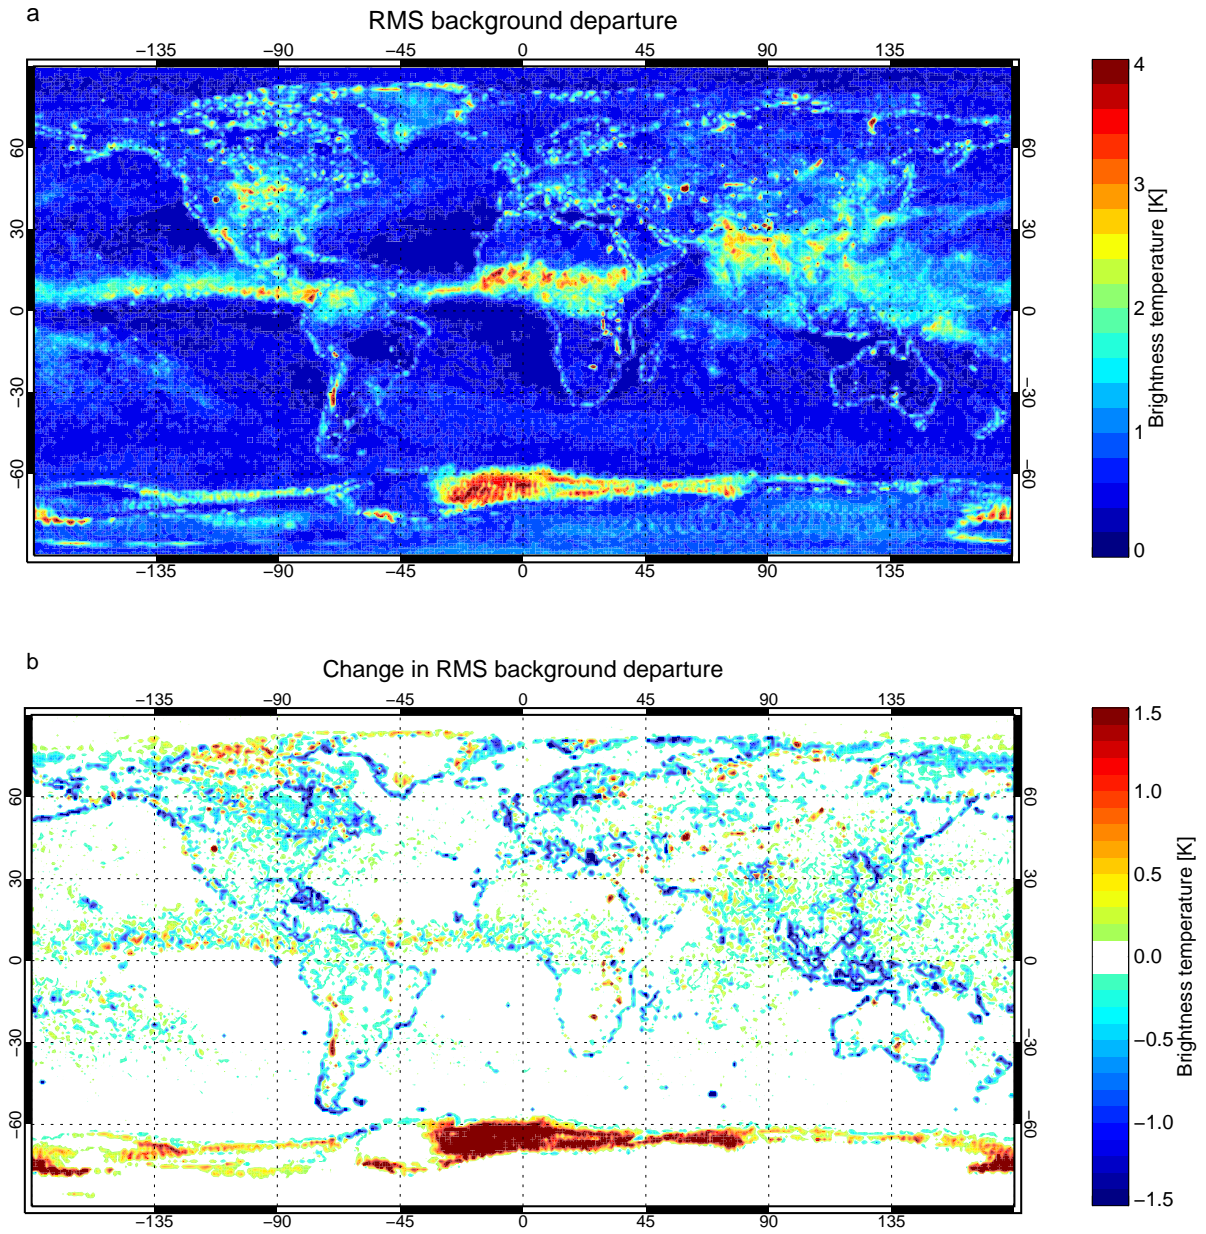 a
RMS background departure
−135 −90 −45 0 45 90 135
60 60
30 30
0 0
−30 −30
−60 −60
−135 −90 −45 0 45 90 135
4
3
2
1
0
Brightness temperature [K]
b
Change in RMS background departure
−135 −90 −45 0 45 90 135
60 60
30 30
0 0
−30 −30
−60 −60
−135 −90 −45 0 45 90 135
1.5
1.0
0.5
0.0
−0.5
−1.0
−1.5
Brightness temperature [K]